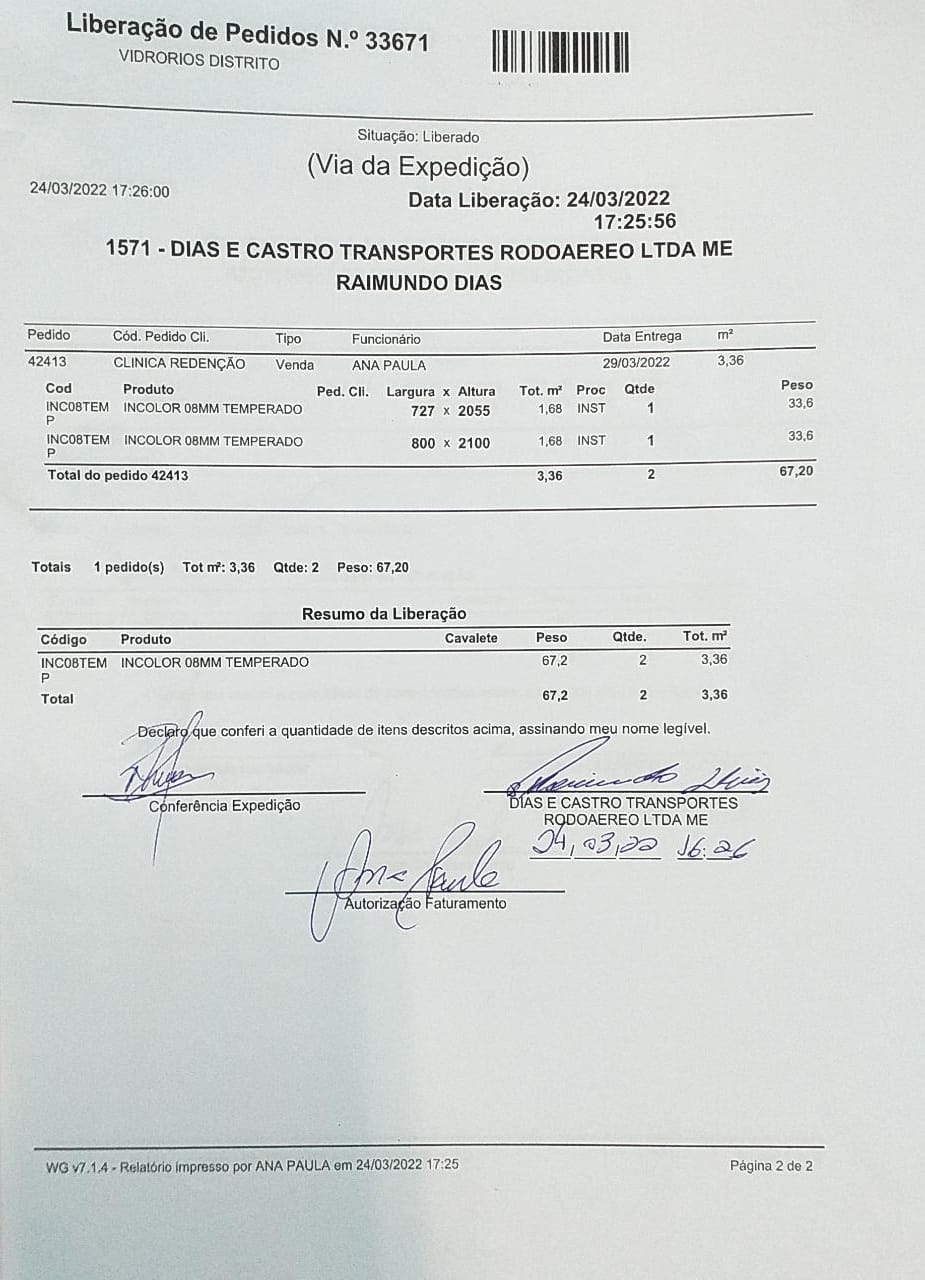 Liberação de Pedidos N.º 33671
VIDRORIOS DISTRITO
Situação: Liberado
(Via da Expedição)
24/03/2022 17:26:00
Data Liberação: 24/03/2022
17:25:56
1571 - DIAS E CASTRO TRANSPORTES RODOAEREO LTDA ME
RAIMUNDO DIAS
Pedido Cód. Pedido Cli. Tipo Funcionário Data Entrega m²
42413 CLINICA REDENÇÃO Venda ANA PAULA 29/03/2022 3,36
Cod Produto Ped. Cli. Largura x Altura Tot. m² Proc Qtde Peso
INC08TEM INCOLOR 08MM TEMPERADO 727 x 2055 1,68 INST 1 33,6
P
INC08TEM INCOLOR 08MM TEMPERADO 800 x 2100 1,68 INST 1 33,6
P
Total do pedido 42413 3,36 2 67,20
Totais 1 pedido(s) Tot m²: 3,36 Qtde: 2 Peso: 67,20
Resumo da Liberação
Código Produto Cavalete Peso Qtde. Tot. m²
INC08TEM INCOLOR 08MM TEMPERADO 67,2 2 3,36
P
Total 67,2 2 3,36
Declaro que conferi a quantidade de itens descritos acima, assinando meu nome legível.
Raimundo Dias
Conferência Expedição
DIAS E CASTRO TRANSPORTES
RODOAEREO LTDA ME
24,03,22 16:26
Ana Paula
Autorização Faturamento
WG v7.1.4 - Relatório impresso por ANA PAULA em 24/03/2022 17:25
Página 2 de 2